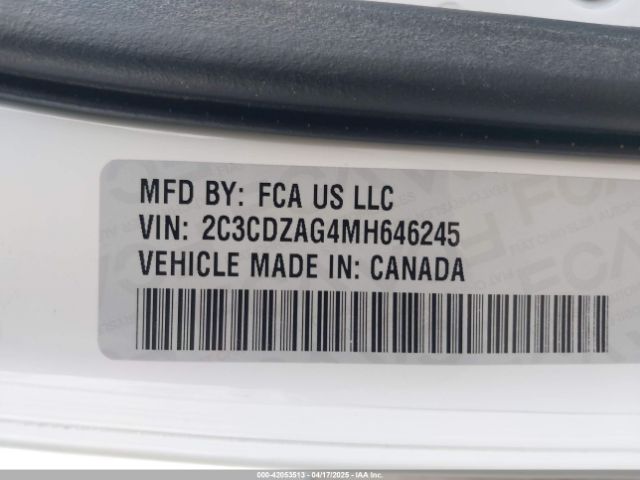 MFD BY: FCA US LLC
VIN: 2C3CDZAG4MH646245
VEHICLE MADE IN: CANADA
000-42053513 - 04/17/2025 - IAA Inc.